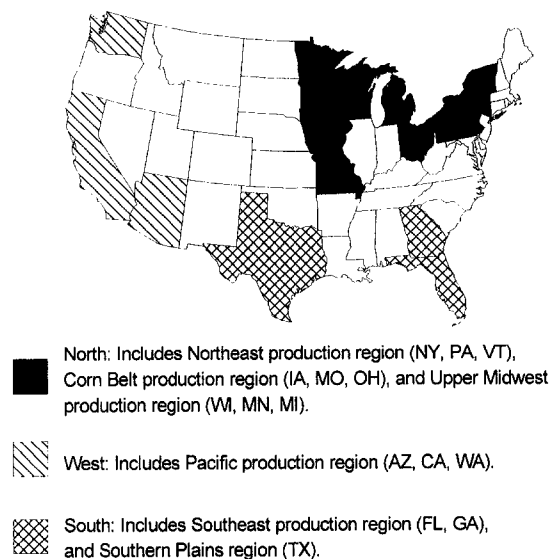 North: Includes Northeast production region (NY, PA, VT),
Corn Belt production region (IA, MO, OH), and Upper Midwest
production region (WI, MN, MI).
West: Includes Pacific production region (AZ, CA, WA).
South: Includes Southeast production region (FL, GA),
and Southern Plains region (TX).